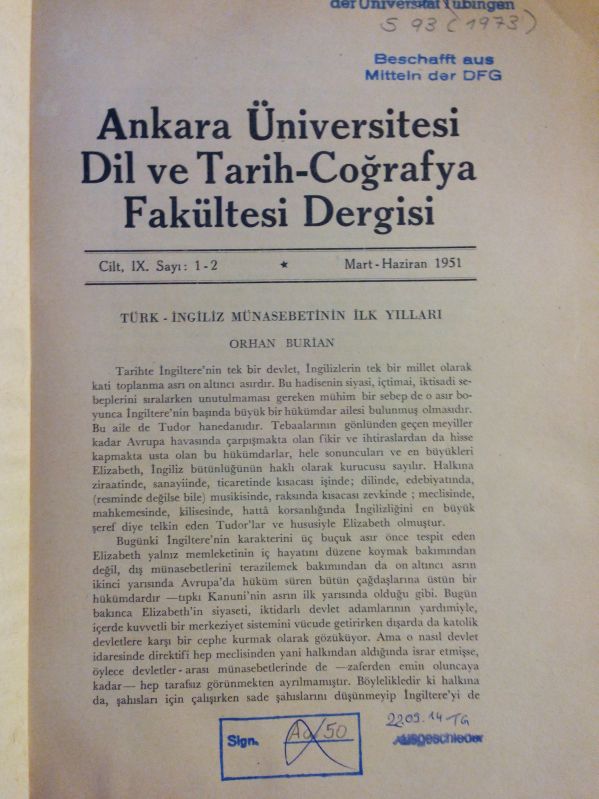 der Universität Tübingen
S 93 (1973)
Beschafft aus
Mitteln der DFG
Ankara Üniversitesi
Dil ve Tarih-Coğrafya
Fakültesi Dergisi
Cilt, IX. Sayı: 1-2 * Mart-Haziran 1951
TÜRK - İNGİLİZ MÜNASEBETİNİN İLK YILLARI
ORHAN BURİAN
Tarihte İngiltere'nin tek bir devlet, İngilizlerin tek bir millet olarak
kati toplanma asrı on altıncı asırdır. Bu hadisenin siyasi, içtimai, iktisadi se-
beplerini sıralarken unutulmaması gereken mühim bir sebep de o asır bo-
yunca İngiltere'nin başında büyük bir hükümdar ailesi bulunmuş olmasıdır.
Bu aile de Tudor hanedanıdır. Tebaalarının gönlünden geçen meyiller
kadar Avrupa havasında çarpışmakta olan fikir ve ihtiraslardan da hisse
kapmakta usta olan bu hükümdarlar, hele sonuncuları ve en büyükleri
Elizabeth, İngiliz bütünlüğünün haklı olarak kurucusu sayılır. Halkına
ziraatinde, sanayiinde, ticaretinde kısacası işinde; dilinde, edebiyatında,
(resminde değilse bile) musikisinde, raksında kısacası zevkinde ; meclisinde,
mahkemesinde, kilisesinde, hattâ korsanlığında İngilizliğini en büyük
şeref diye telkin eden Tudor'lar ve hususiyle Elizabeth olmuştur.
Bugünki İngiltere'nin karakterini üç buçuk asır önce tespit eden
Elizabeth yalnız memleketinin iç hayatını düzene koymak bakımından
değil, dış münasebetlerini terazilemek bakımından da on altıncı asrın
ikinci yarısında Avrupa'da hüküm süren bütün çağdaşlarına üstün bir
hükümdardır —tıpkı Kanuni'nin asrın ilk yarısında olduğu gibi. Bugün
bakınca Elizabeth'in siyaseti, iktidarlı devlet adamlarının yardımiyle,
içerde kuvvetli bir merkeziyet sistemini vücude getirirken dışarda da katolik
devletlere karşı bir cephe kurmak olarak gözüküyor. Ama o nasıl devlet
idaresinde direktifi hep meclisinden yani halkından aldığında israr etmişse,
öylece devletler-arası münasebetlerinde de —zaferden emin oluncaya
kadar— hep tarafsız görünmekten ayrılmamıştır. Böylelikledir ki halkına
da, şahısları için çalışırken sade şahıslarını düşünmeyip İngiltere'yi de
Sign. Ao/50
2209.14 TG
Ausgeschieden